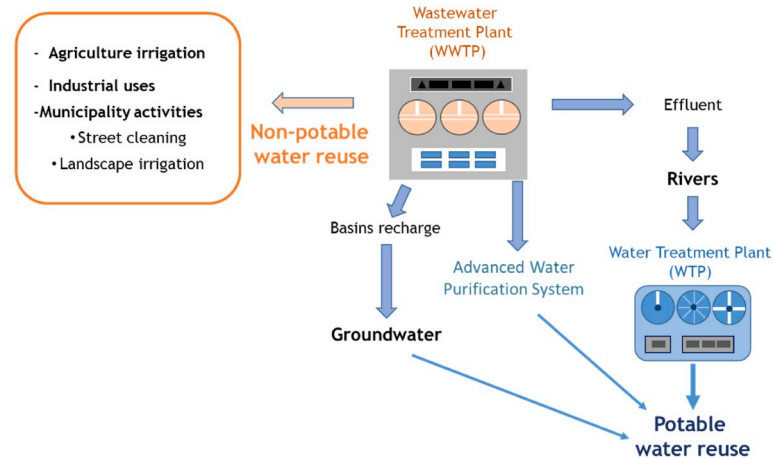 Wastewater
Treatment Plant
(WWTP)
- Agriculture irrigation
- Industrial uses
-Municipality activities
•Street cleaning
•Landscape irrigation
Non-potable
water reuse
Effluent
Rivers
Basins recharge
Groundwater
Advanced Water
Purification System
Water Treatment Plant
(WTP)
Potable
water reuse